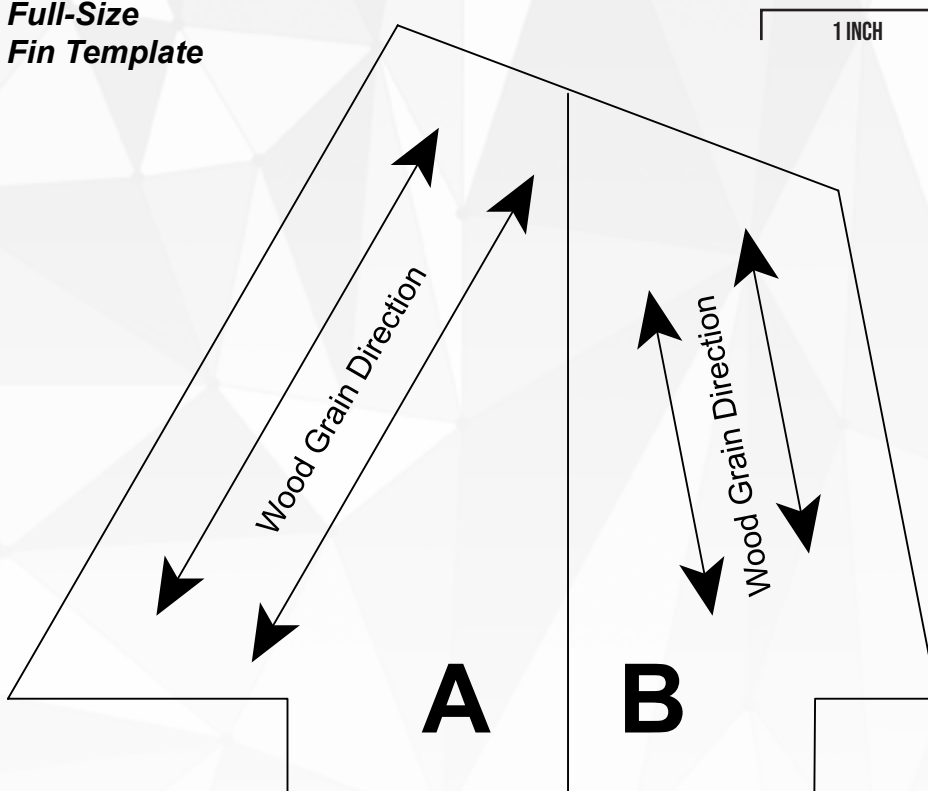 Full-Size
Fin Template
1 INCH
Wood Grain Direction
Wood Grain Direction
A
B